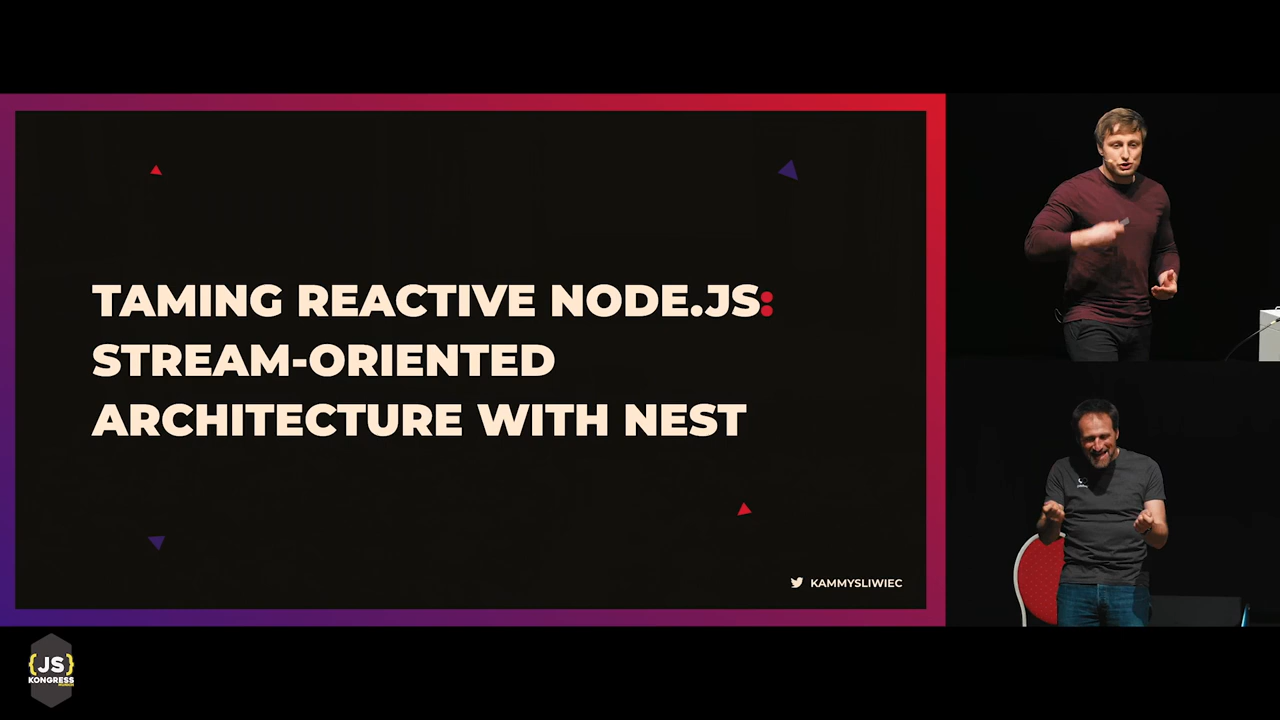 TAMING REACTIVE NODE.JS:
STREAM-ORIENTED
ARCHITECTURE WITH NEST
KAMMYSLIWIEC
{JS}
KONGRESS